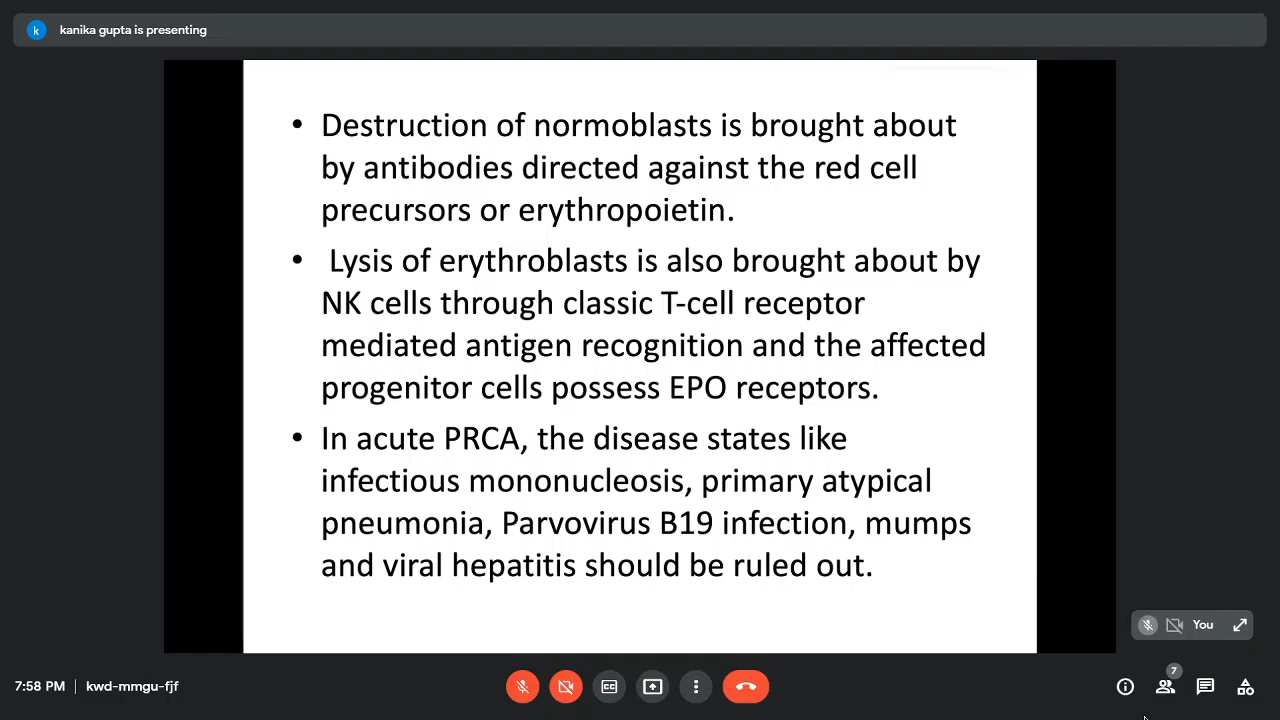 k kanika gupta is presenting
• Destruction of normoblasts is brought about
by antibodies directed against the red cell
precursors or erythropoietin.
• Lysis of erythroblasts is also brought about by
NK cells through classic T-cell receptor
mediated antigen recognition and the affected
progenitor cells possess EPO receptors.
• In acute PRCA, the disease states like
infectious mononucleosis, primary atypical
pneumonia, Parvovirus B19 infection, mumps
and viral hepatitis should be ruled out.
You
7:58 PM | kwd-mmgu-fjf
CC
7